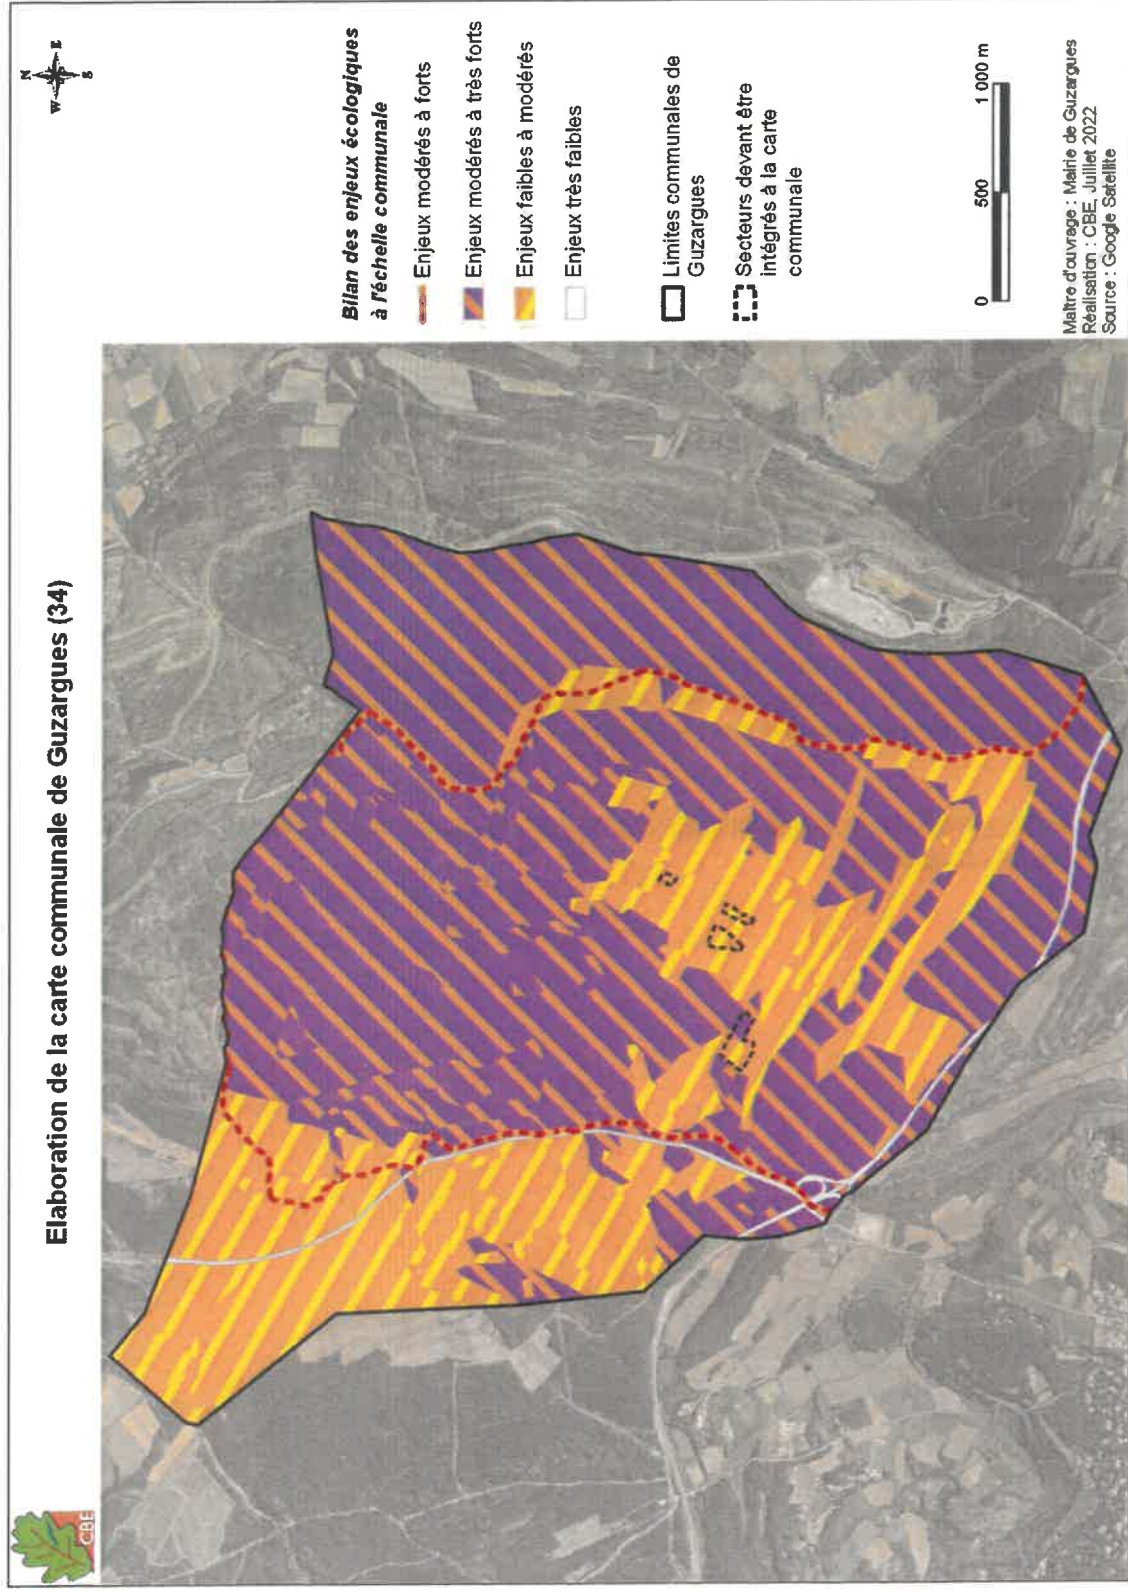 Elaboration de la carte communale de Guzargues (34)
CBE
N
W
E
S
Bilan des enjeux écologiques
à l'échelle communale
Enjeux modérés à forts
Enjeux modérés à très forts
Enjeux faibles à modérés
Enjeux très faibles
Limites communales de
Guzargues
Secteurs devant être
intégrés à la carte
communale
0 500 1 000 m
Maître d'ouvrage : Mairie de Guzargues
Réalisation : CBE, Juillet 2022
Source : Google Satellite